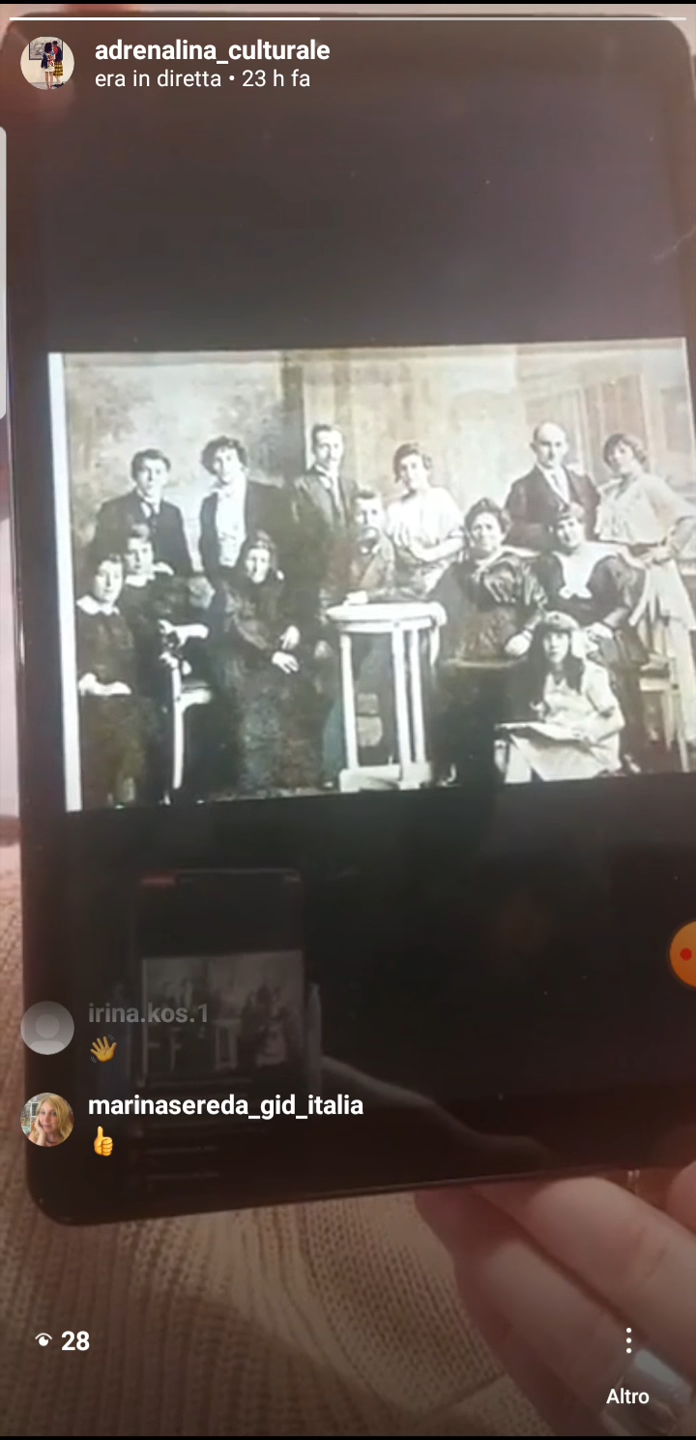 adrenalina_culturale
era in diretta • 23 h fa
irina.kos.1
👋
marinasereda_gid_italia
👍
28
Altro